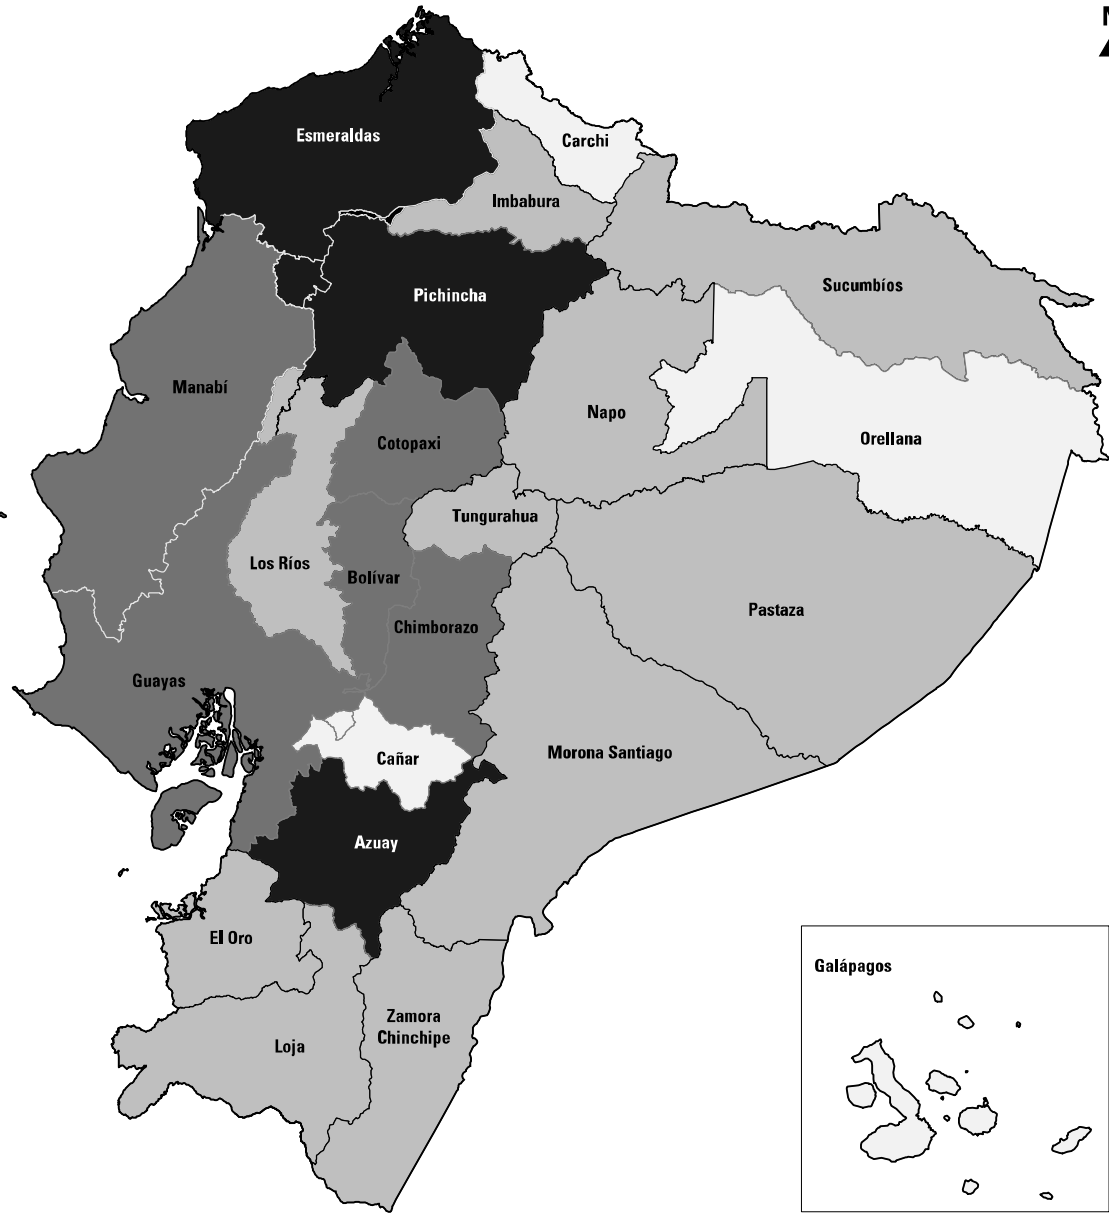 N
Esmeraldas
Carchi
Imbabura
Sucumbíos
Pichincha
Manabí
Napo
Cotopaxi
Orellana
Tungurahua
Los Ríos
Bolívar
Pastaza
Chimborazo
Guayas
Morona Santiago
Cañar
Azuay
El Oro
Galápagos
Zamora
Chinchipe
Loja